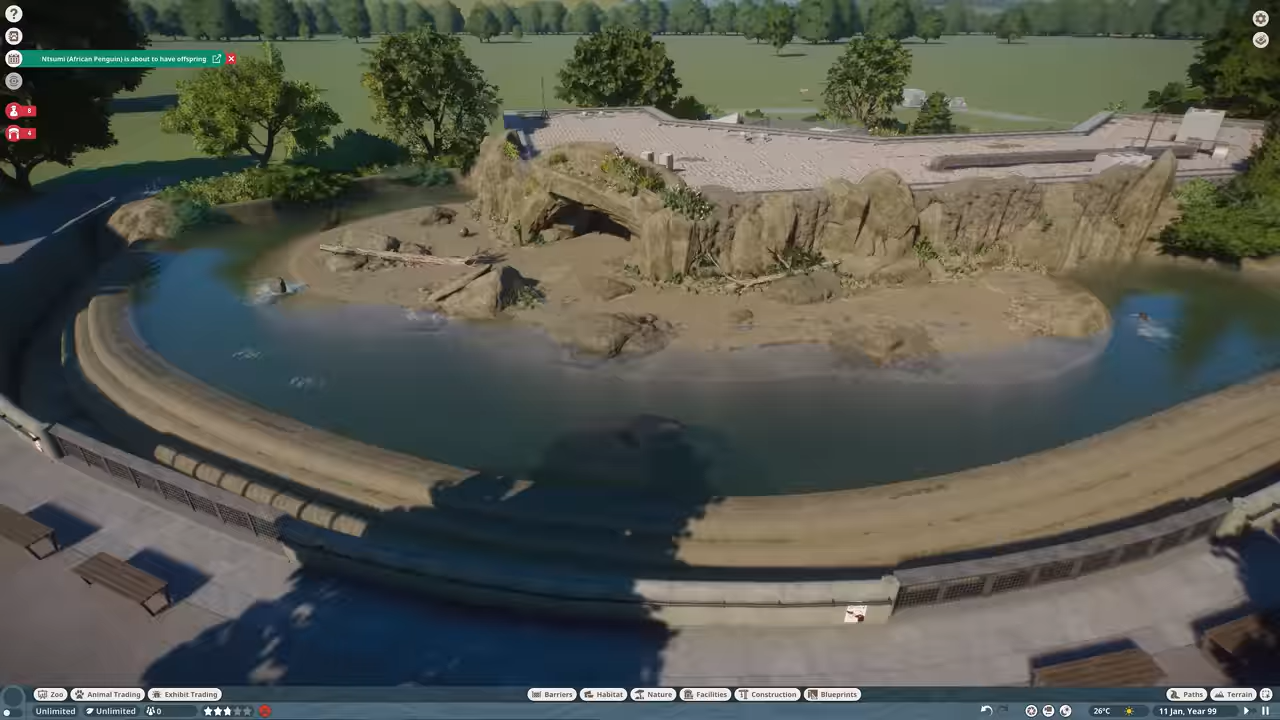 Ntsumi (African Penguin) is about to have offspring
8
4
Zoo
Animal Trading
Exhibit Trading
Barriers
Habitat
Nature
Facilities
Construction
Blueprints
Paths
Terrain
Unlimited
Unlimited
0
26°C
11 Jan, Year 99